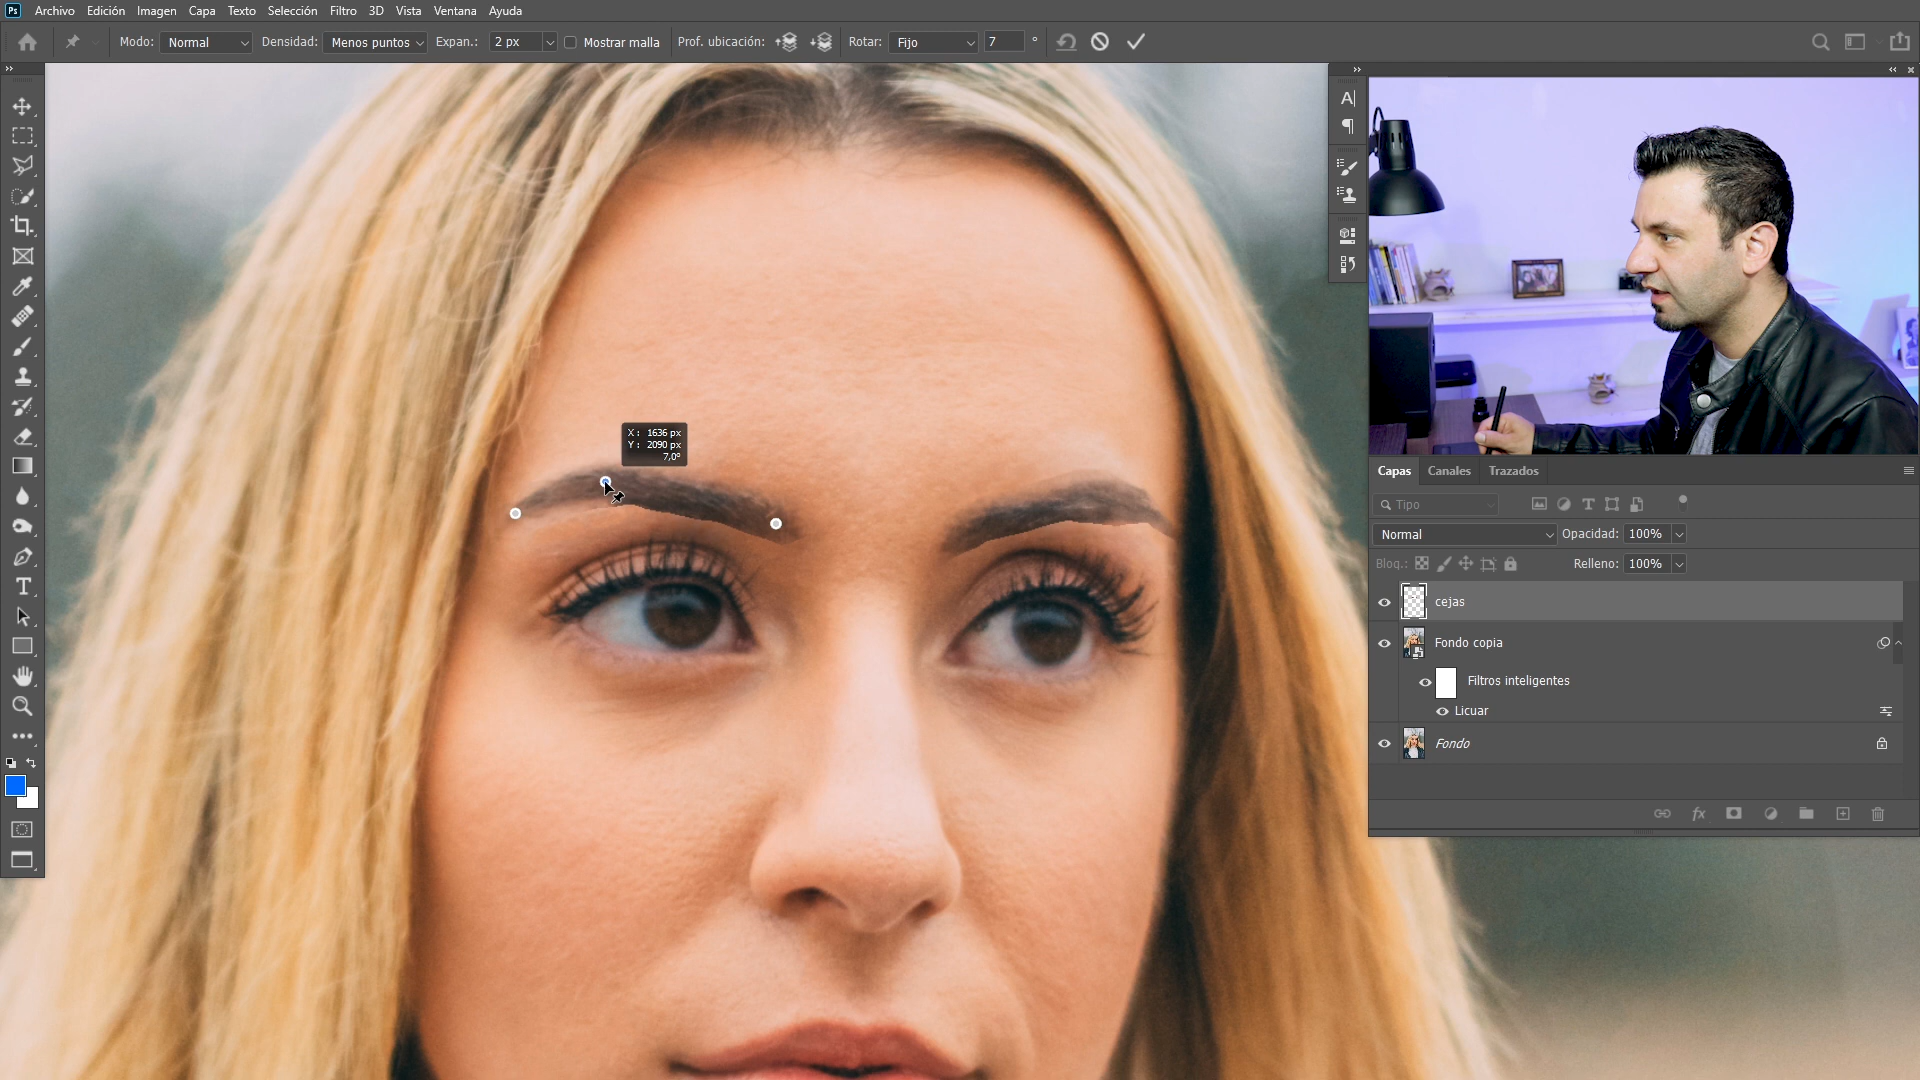 Ps Archivo Edición Imagen Capa Texto Selección Filtro 3D Vista Ventana Ayuda
Modo: Normal Densidad: Menos puntos Expan.: 2 px Mostrar malla Prof. ubicación: Rotar: Fijo 7 °
X : 1636 px
Y : 2090 px
7,0°
Capas Canales Trazados
Tipo
Normal Opacidad: 100%
Bloq.: Relleno: 100%
cejas
Fondo copia
Filtros inteligentes
Licuar
Fondo
fx